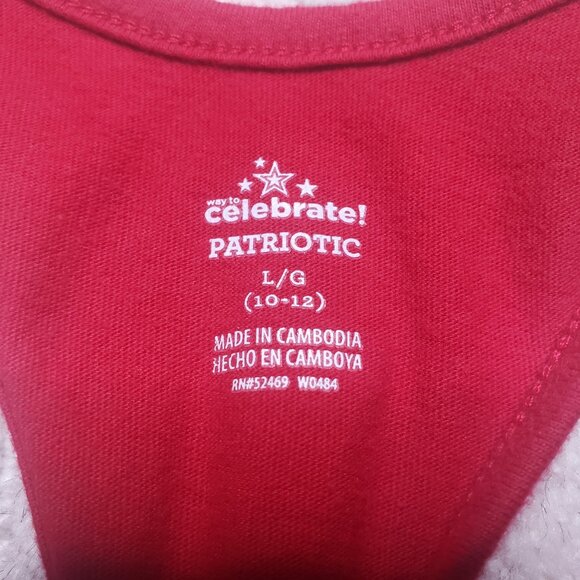 way to
celebrate!
PATRIOTIC
L/G
(10-12)
MADE IN CAMBODIA
HECHO EN CAMBOYA
RN#52469 W0484